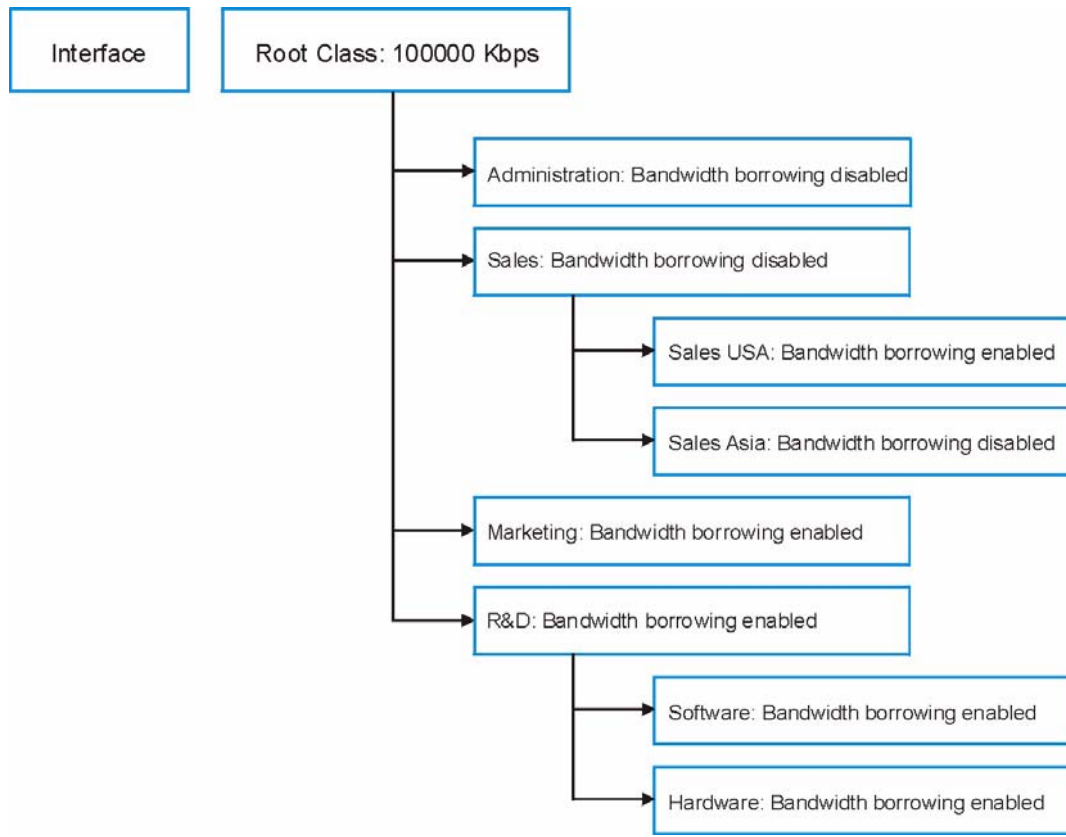 Interface
Root Class: 100000 Kbps
Administration: Bandwidth borrowing disabled
Sales: Bandwidth borrowing disabled
Sales USA: Bandwidth borrowing enabled
Sales Asia: Bandwidth borrowing disabled
Marketing: Bandwidth borrowing enabled
R&D: Bandwidth borrowing enabled
Software: Bandwidth borrowing enabled
Hardware: Bandwidth borrowing enabled